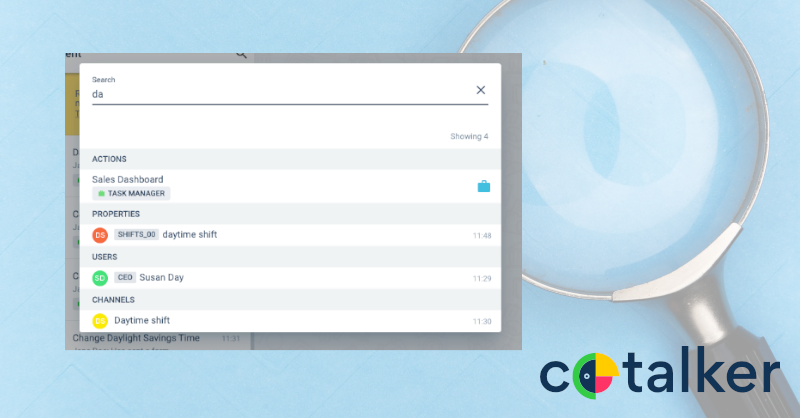 ent
Search
da
Showing 4
ACTIONS
Sales Dashboard
TASK MANAGER
PROPERTIES
DS SHIFTS_00 daytime shift 11:48
USERS
SD CEO Susan Day 11:29
CHANNELS
DS Daytime shift 11:30
Change Daylight Savings Time 11:31
cotalker